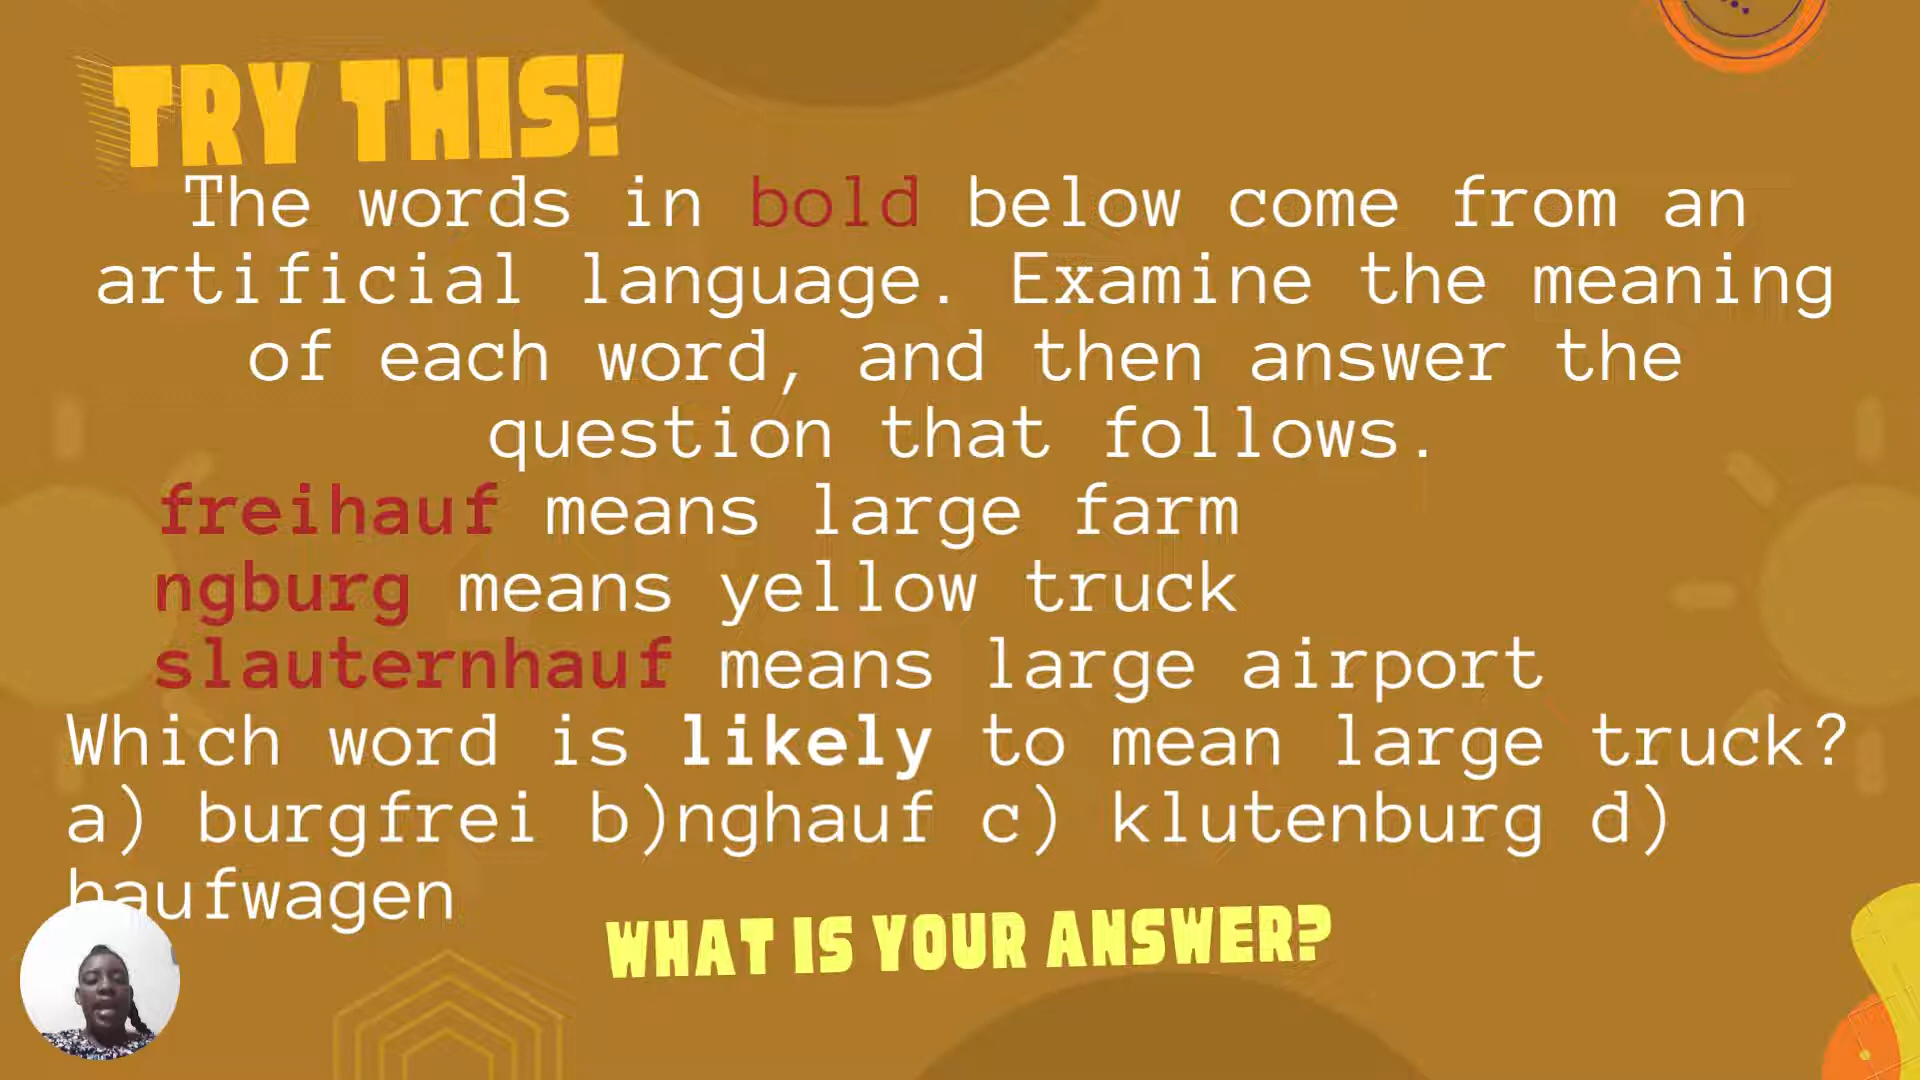 TRY THIS!
The words in bold below come from an
artificial language. Examine the meaning
of each word, and then answer the
question that follows.
freihauf means large farm
ngburg means yellow truck
slauternhauf means large airport
Which word is likely to mean large truck?
a) burgfrei b)nghauf c) klutenburg d)
haufwagen
WHAT IS YOUR ANSWER?